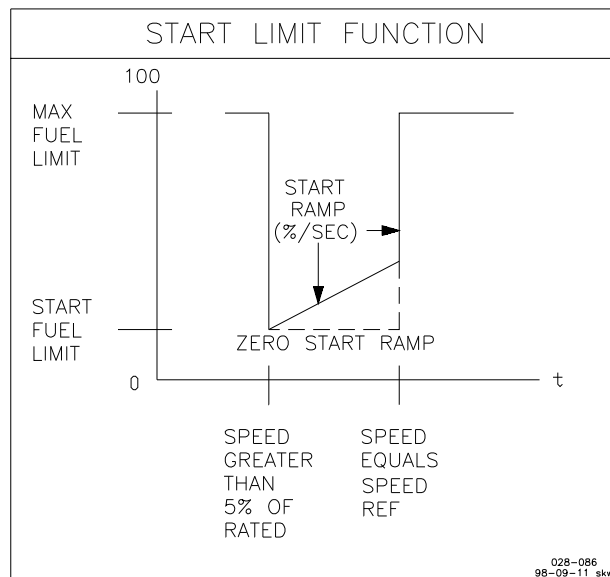 START LIMIT FUNCTION
100
MAX
FUEL
LIMIT
START
RAMP
(%/SEC)
START
FUEL
LIMIT
ZERO START RAMP
0
t
SPEED
GREATER
THAN
5% OF
RATED
SPEED
EQUALS
SPEED
REF
028-086
98-09-11 skw